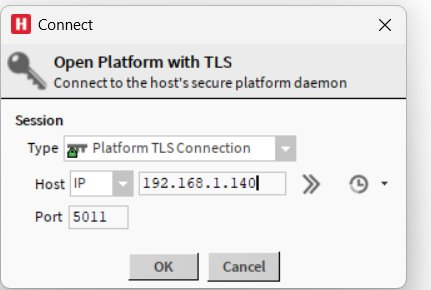 H Connect
Open Platform with TLS
Connect to the host's secure platform daemon
Session
Type Platform TLS Connection
Host IP 192.168.1.140
Port 5011
OK Cancel